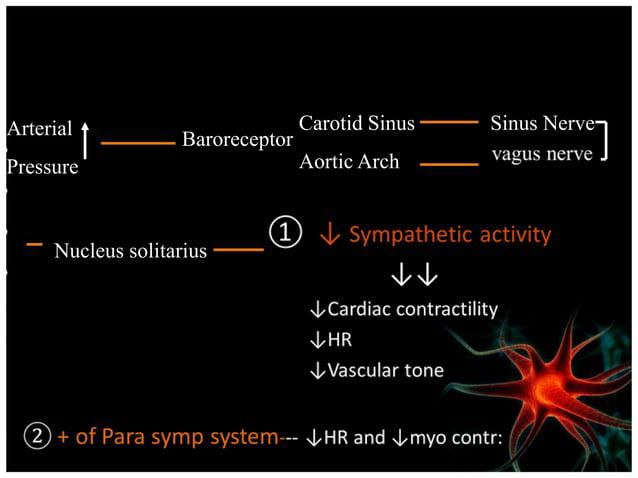 Arterial ↑
Pressure
Baroreceptor
Carotid Sinus
Aortic Arch
Sinus Nerve
vagus nerve
Nucleus solitarius
① ↓ Sympathetic activity
↓↓
↓Cardiac contractility
↓HR
↓Vascular tone
② + of Para symp system--- ↓HR and ↓myo contr: